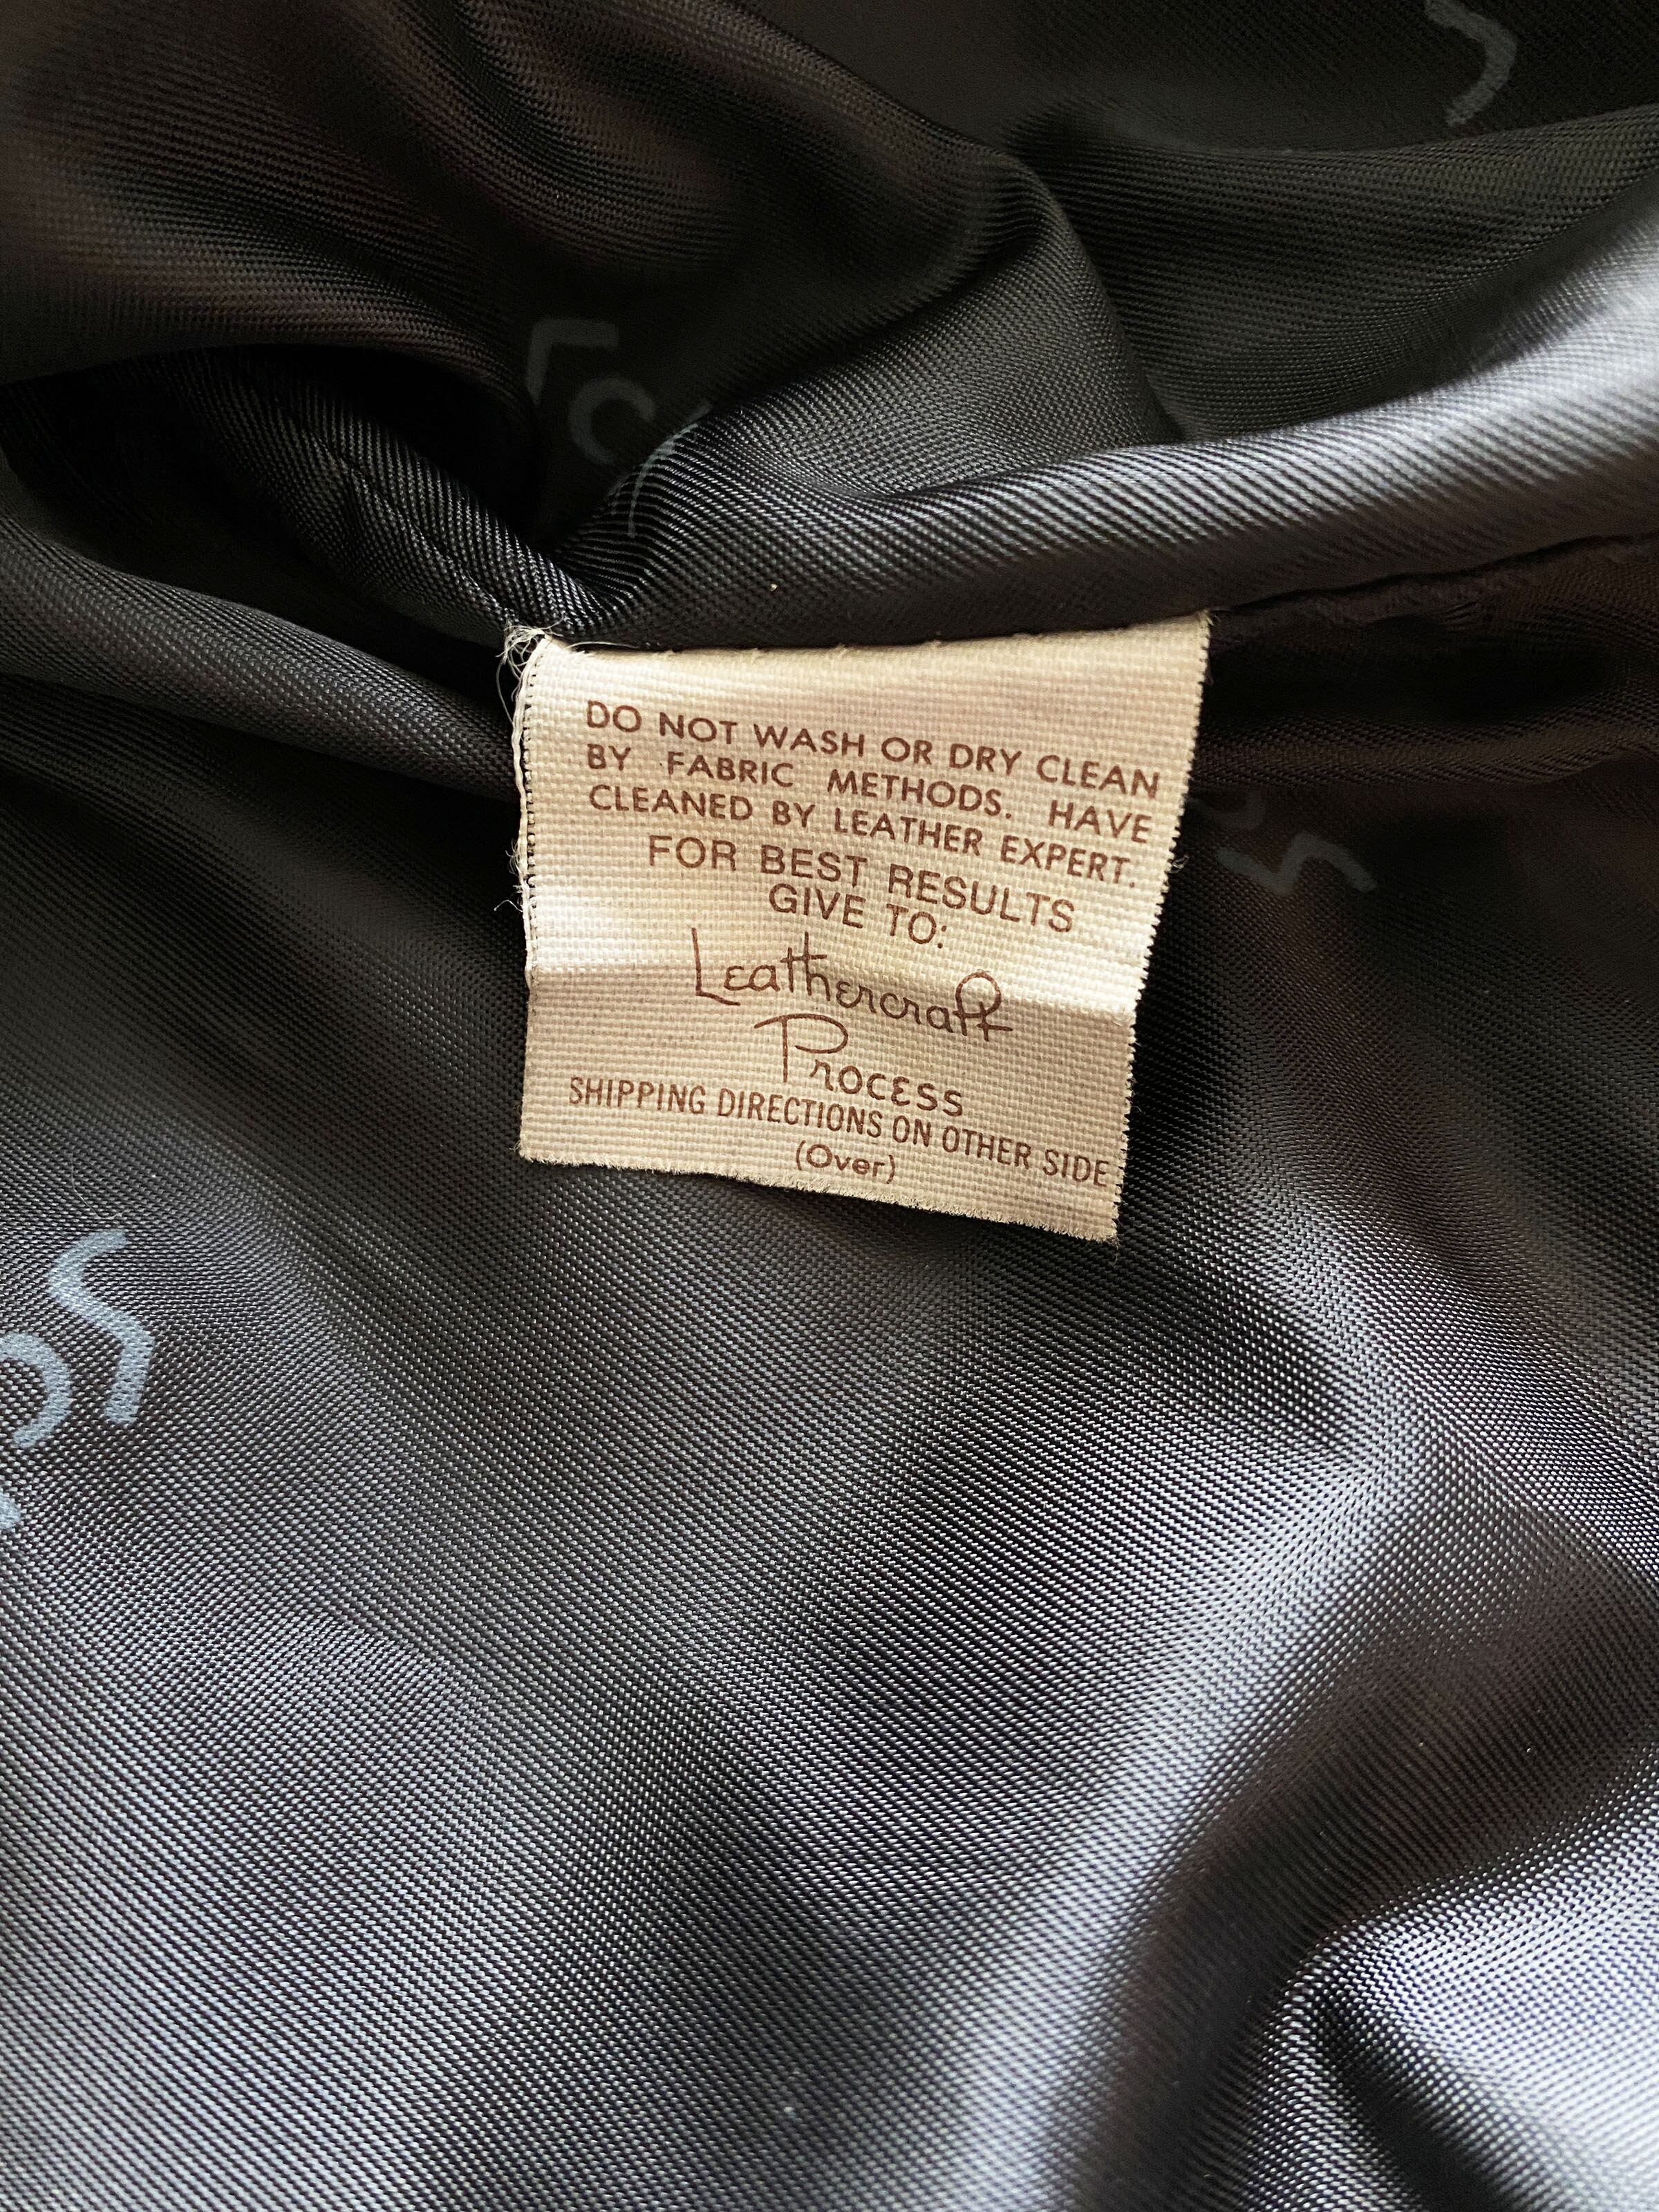 DO NOT WASH OR DRY CLEAN
BY FABRIC METHODS. HAVE
CLEANED BY LEATHER EXPERT.
FOR BEST RESULTS
GIVE TO:
Leathercraft
Process
SHIPPING DIRECTIONS ON OTHER SIDE
(Over)